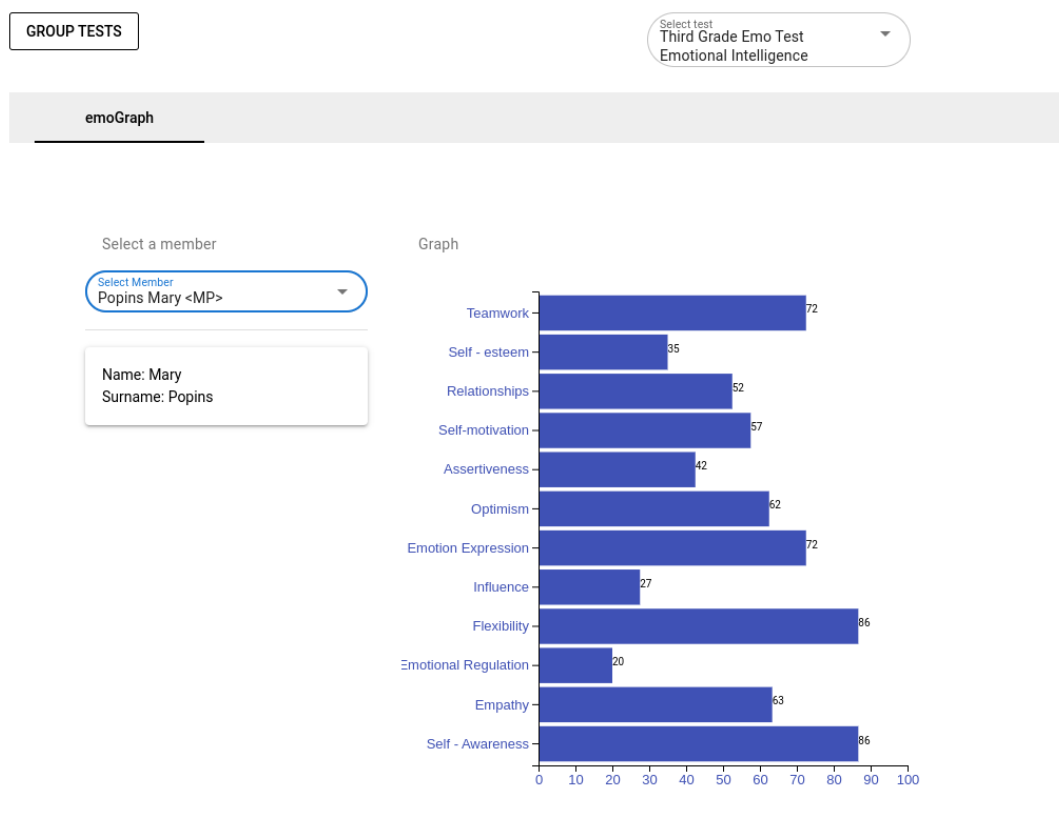 GROUP TESTS
Select test
Third Grade Emo Test
Emotional Intelligence
emoGraph
Select a member
Graph
Select Member
Popins Mary <MP>
Name: Mary
Surname: Popins
Teamwork 72
Self - esteem 35
Relationships 52
Self-motivation 57
Assertiveness 42
Optimism 62
Emotion Expression 72
Influence 27
Flexibility 86
Emotional Regulation 20
Empathy 63
Self - Awareness 86
0 10 20 30 40 50 60 70 80 90 100